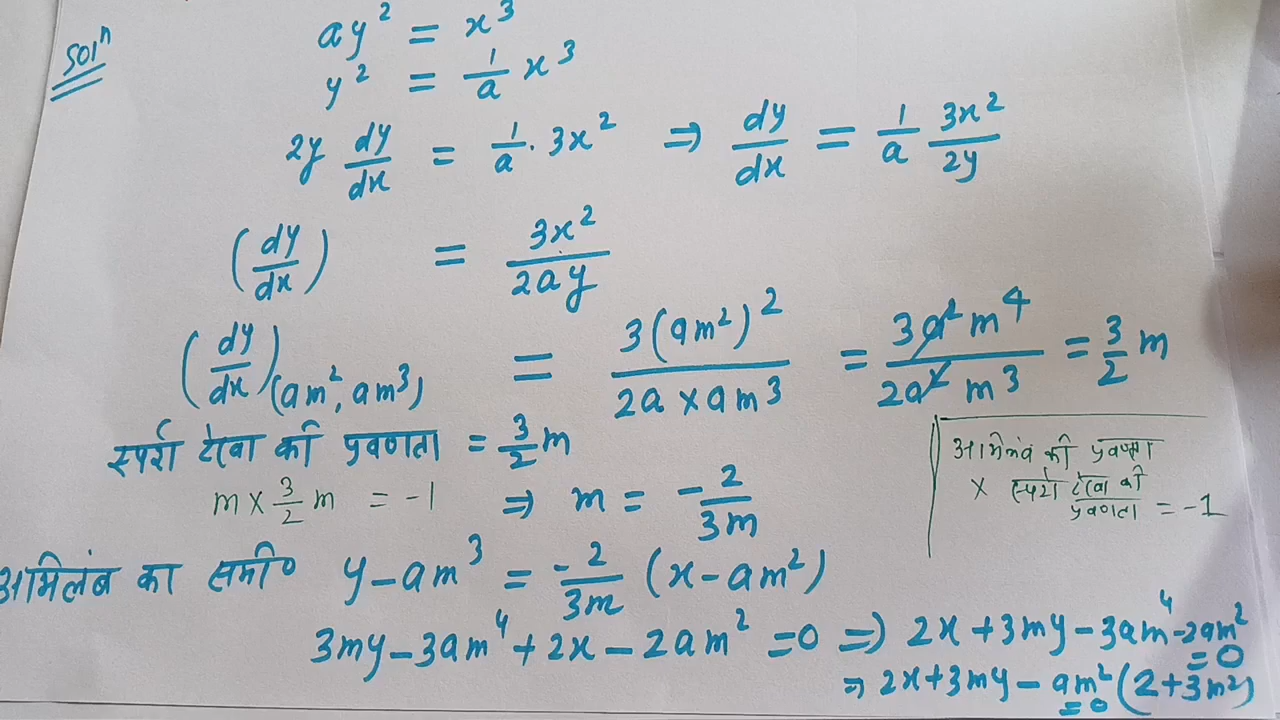 Solⁿ
ay² = x³
y² = 1/a x³
2y dy/dx = 1/a · 3x² ⇒ dy/dx = 1/a 3x²/2y
(dy/dx) = 3x²/2ay
(dy/dx)(am², am³) = 3(am²)²/2a×am³ = 3a²m⁴/2a²m³ = 3/2 m
स्पर्श रेखा की प्रवणता = 3/2 m
अभिलंब की प्रवणता
× स्पर्श रेखा की
प्रवणता = -1
m × 3/2 m = -1 ⇒ m = -2/3m
अभिलंब का समी० y - am³ = -2/3m (x - am²)
3my - 3am⁴ + 2x - 2am² = 0 ⇒ 2x + 3my - 3am⁴ - 2am² = 0
⇒ 2x + 3my - am²(2 + 3m²) = 0